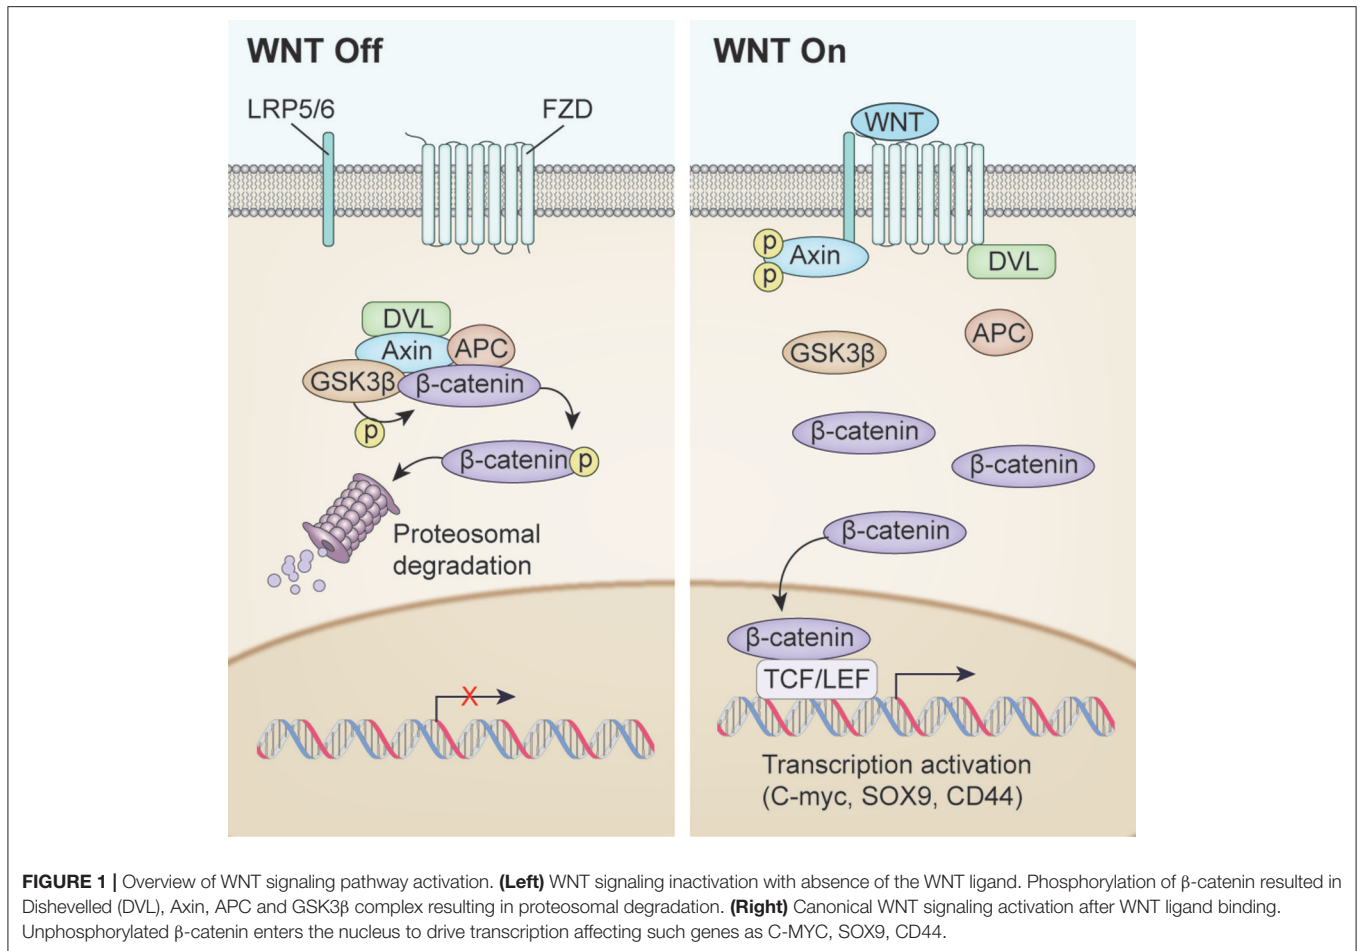 WNT Off
LRP5/6
FZD
DVL
Axin
APC
GSK3β
β-catenin
p
β-catenin
p
Proteosomal
degradation
X
WNT On
WNT
p
Axin
p
DVL
GSK3β
APC
β-catenin
β-catenin
β-catenin
β-catenin
TCF/LEF
Transcription activation
(C-myc, SOX9, CD44)
FIGURE 1 | Overview of WNT signaling pathway activation. (Left) WNT signaling inactivation with absence of the WNT ligand. Phosphorylation of β-catenin resulted in
Dishevelled (DVL), Axin, APC and GSK3β complex resulting in proteosomal degradation. (Right) Canonical WNT signaling activation after WNT ligand binding.
Unphosphorylated β-catenin enters the nucleus to drive transcription affecting such genes as C-MYC, SOX9, CD44.